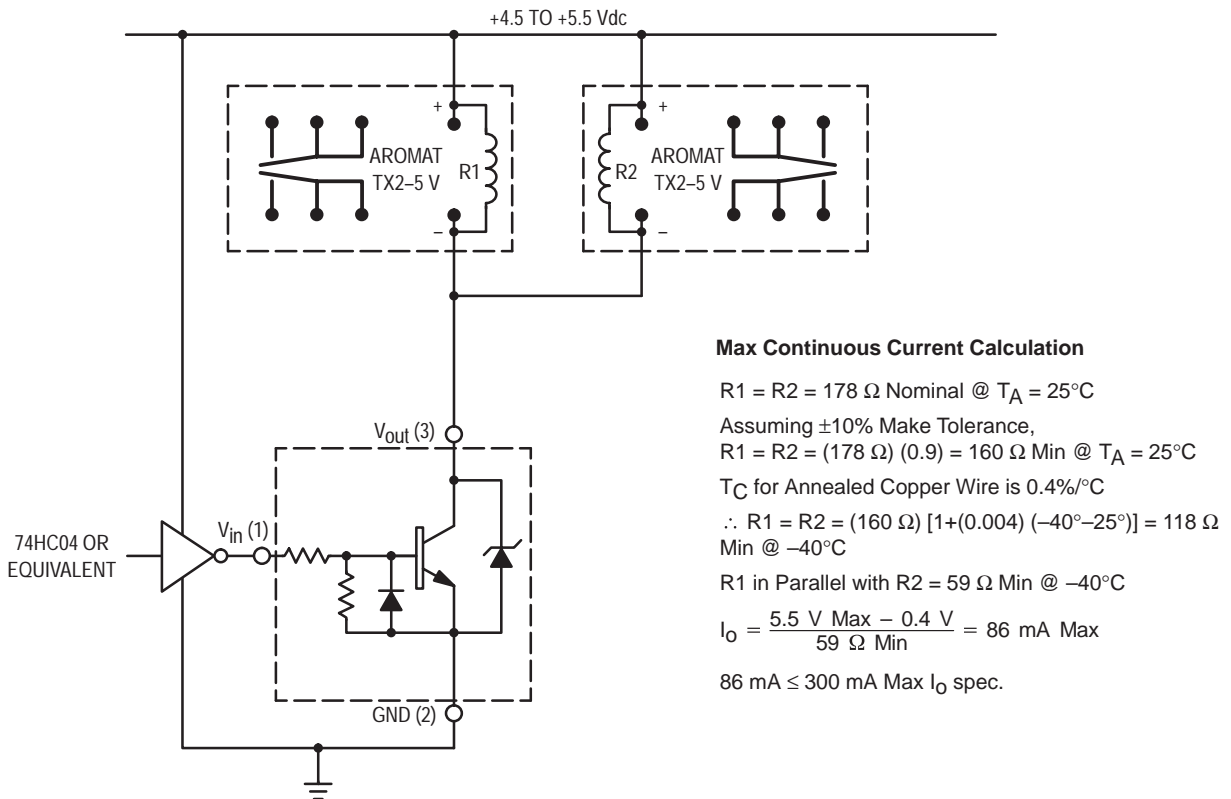 +4.5 TO +5.5 Vdc
+
AROMAT
TX2–5 V
R1
–
+
R2
AROMAT
TX2–5 V
–
Max Continuous Current Calculation
R1 = R2 = 178 Ω Nominal @ TA = 25°C
Assuming ±10% Make Tolerance,
R1 = R2 = (178 Ω) (0.9) = 160 Ω Min @ TA = 25°C
TC for Annealed Copper Wire is 0.4%/°C
∴ R1 = R2 = (160 Ω) [1+(0.004) (–40°–25°)] = 118 Ω
Min @ –40°C
R1 in Parallel with R2 = 59 Ω Min @ –40°C
Io = 5.5 V Max – 0.4 V / 59 Ω Min = 86 mA Max
86 mA ≤ 300 mA Max Io spec.
Vout (3)
Vin (1)
74HC04 OR
EQUIVALENT
GND (2)